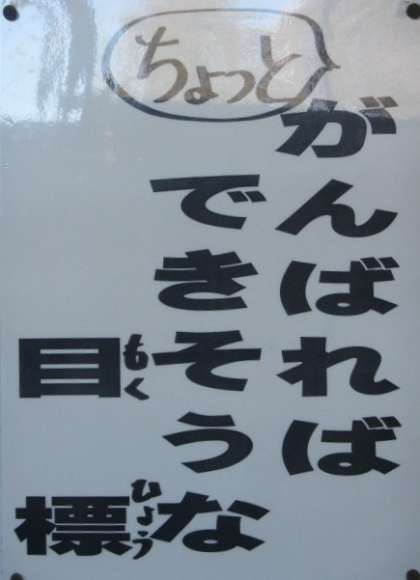 ちょっと
がんばれば
できそうな
目標
もく
ひょう